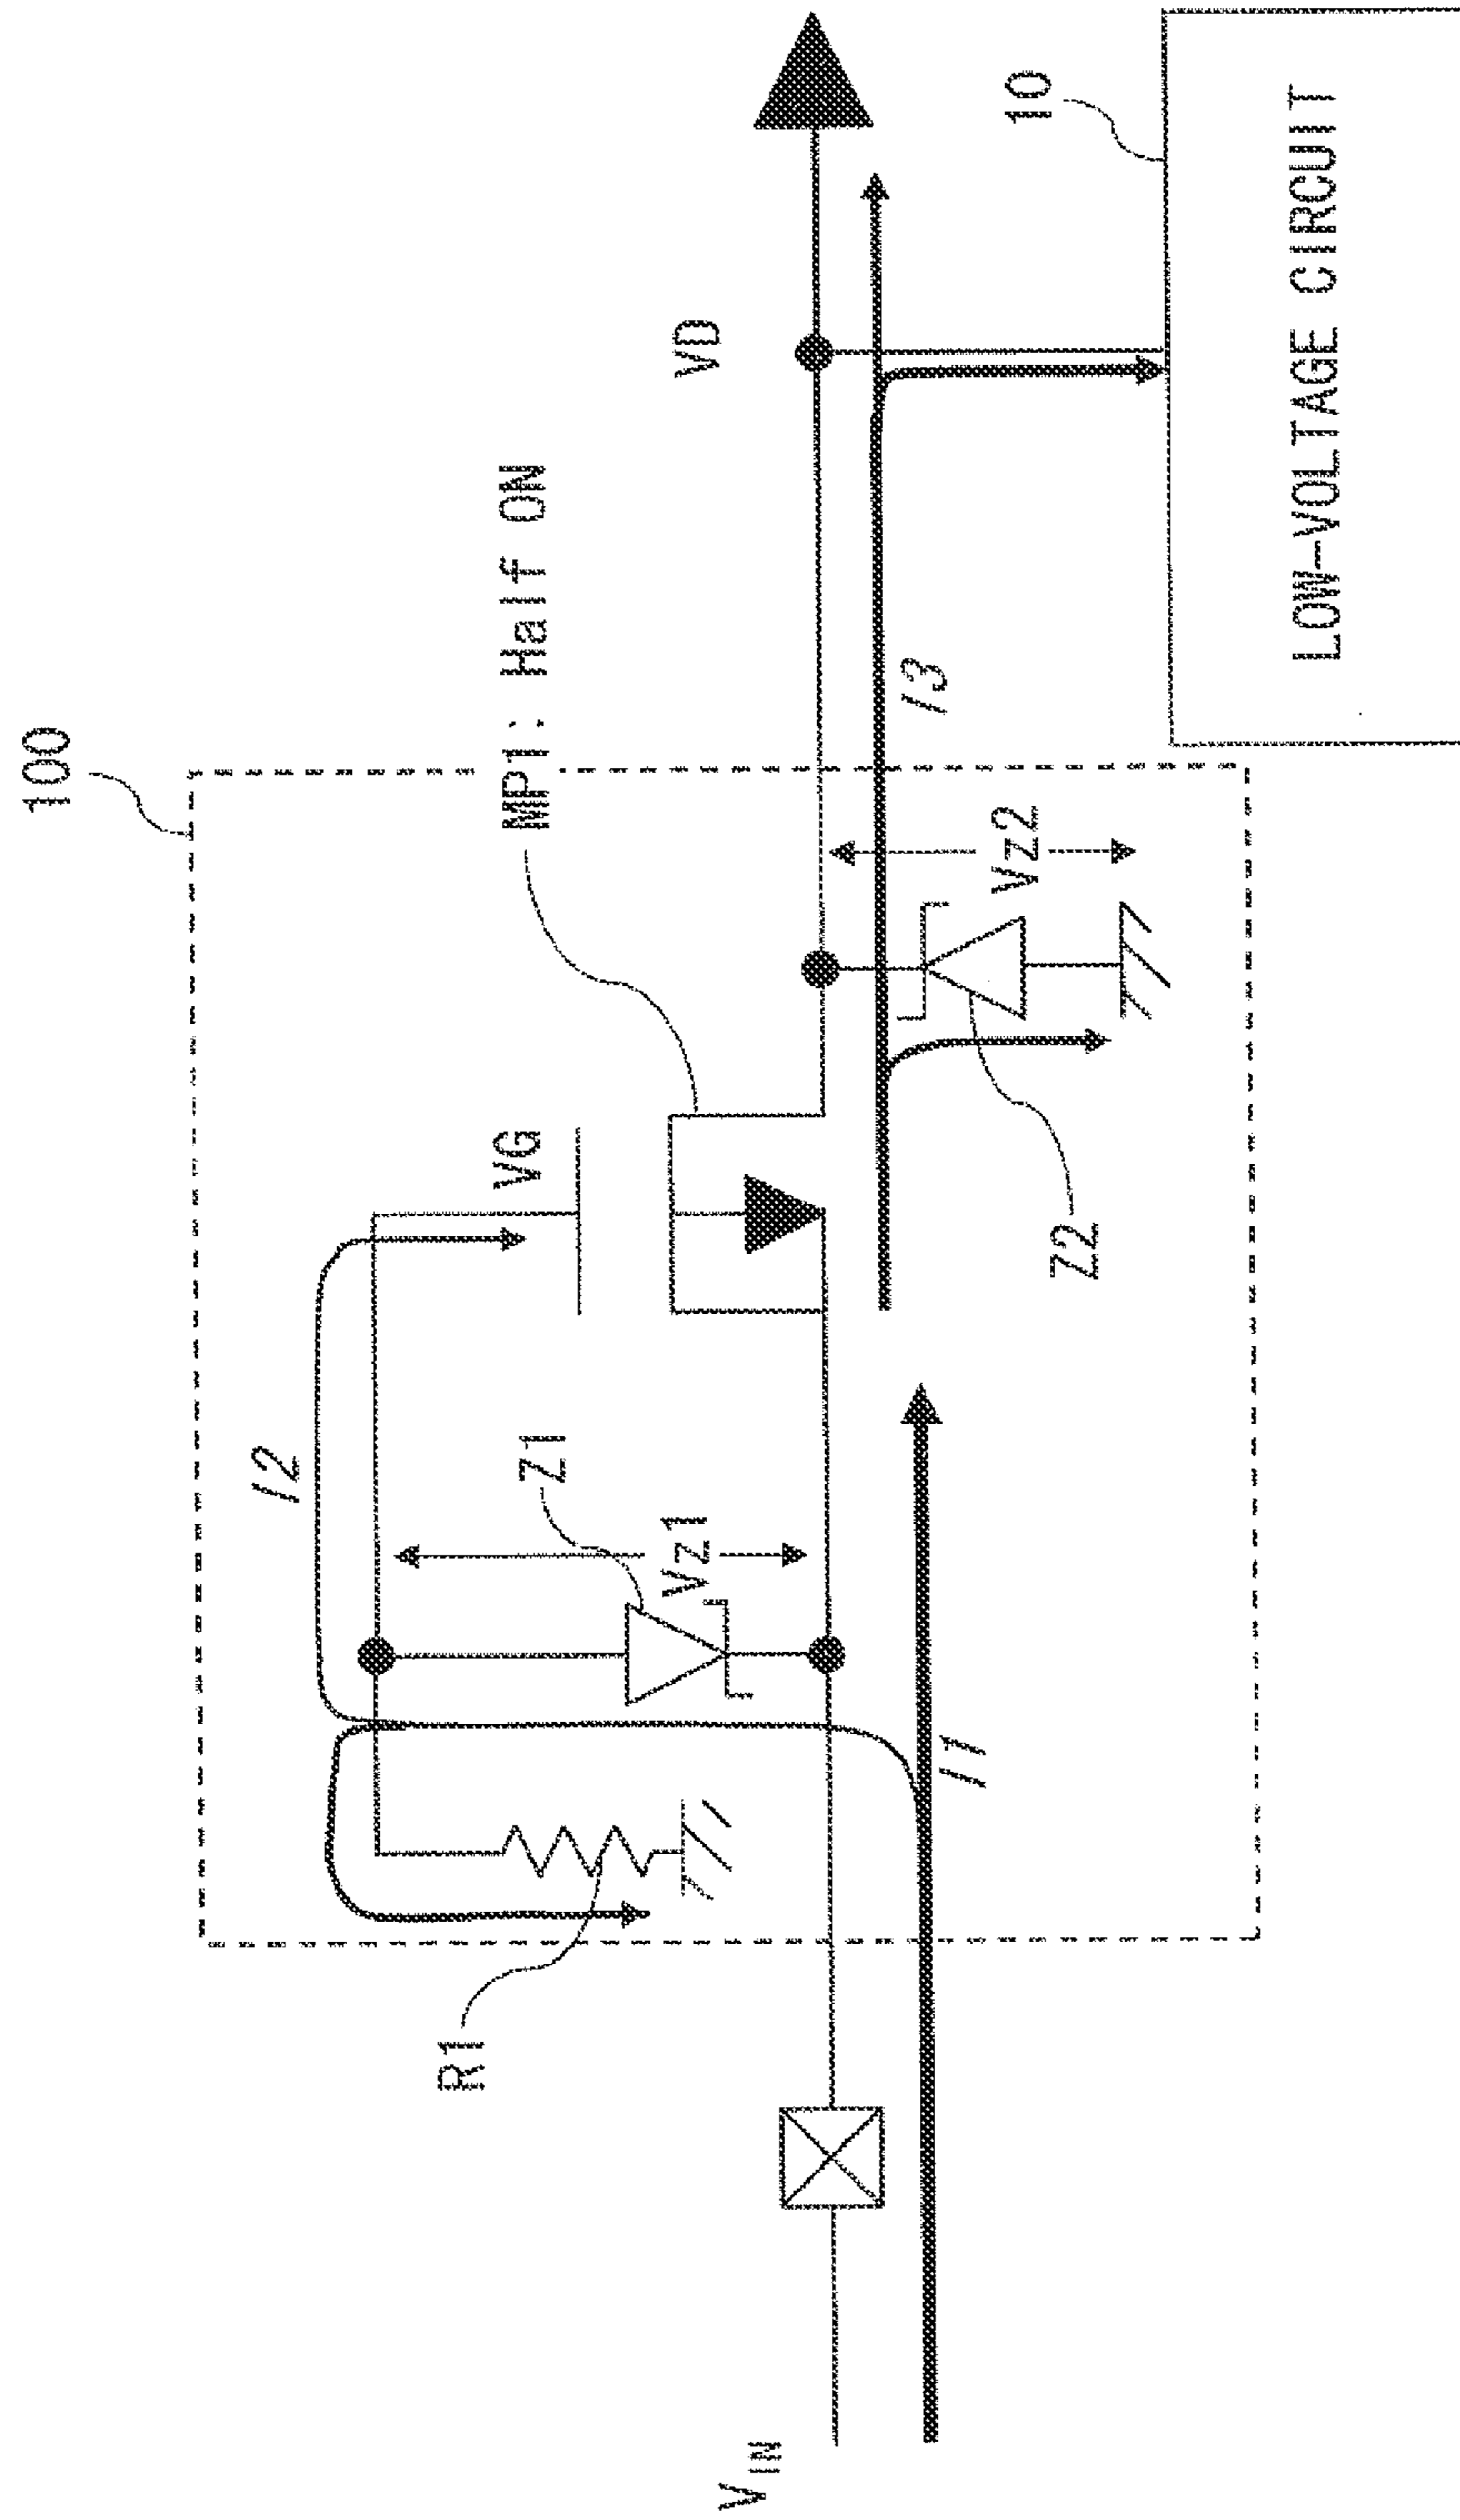 100
I2
VG
MP1: Half ON
Z1
Vz1
R1
VD
VIN
I1
I3
Z2
Vz2
10
LOW-VOLTAGE CIRCUIT